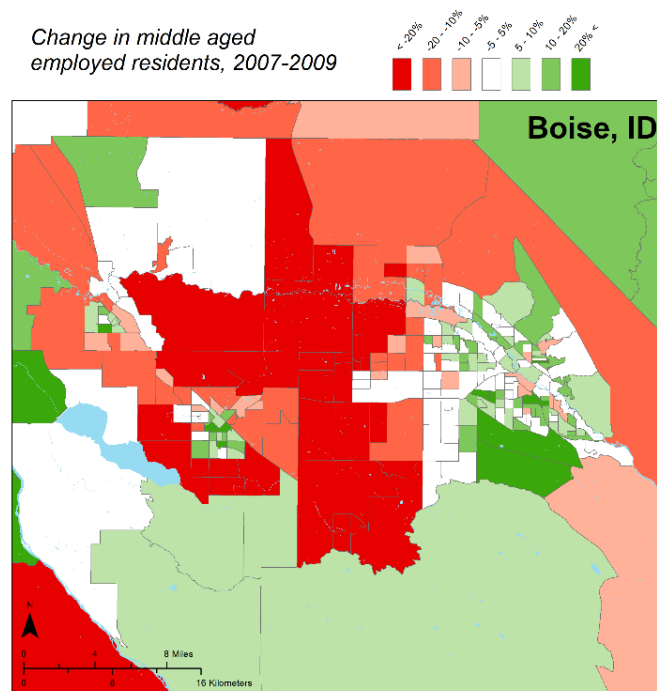 Change in middle aged
employed residents, 2007-2009
< -20%
-20 - -10%
-10 - -5%
-5 - 5%
5 - 10%
10 - 20%
20% <
Boise, ID
N
0 4 8 Miles
0 8 16 Kilometers